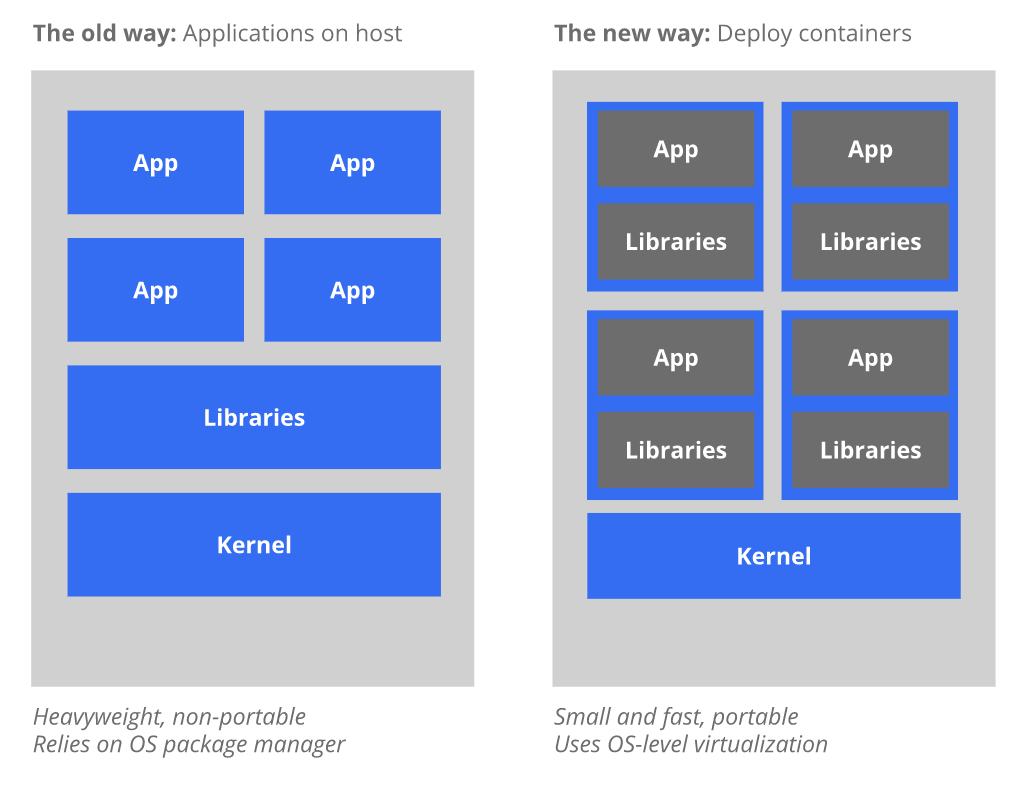 The old way: Applications on host
App
App
App
App
Libraries
Kernel
Heavyweight, non-portable
Relies on OS package manager
The new way: Deploy containers
App
App
Libraries
Libraries
App
App
Libraries
Libraries
Kernel
Small and fast, portable
Uses OS-level virtualization